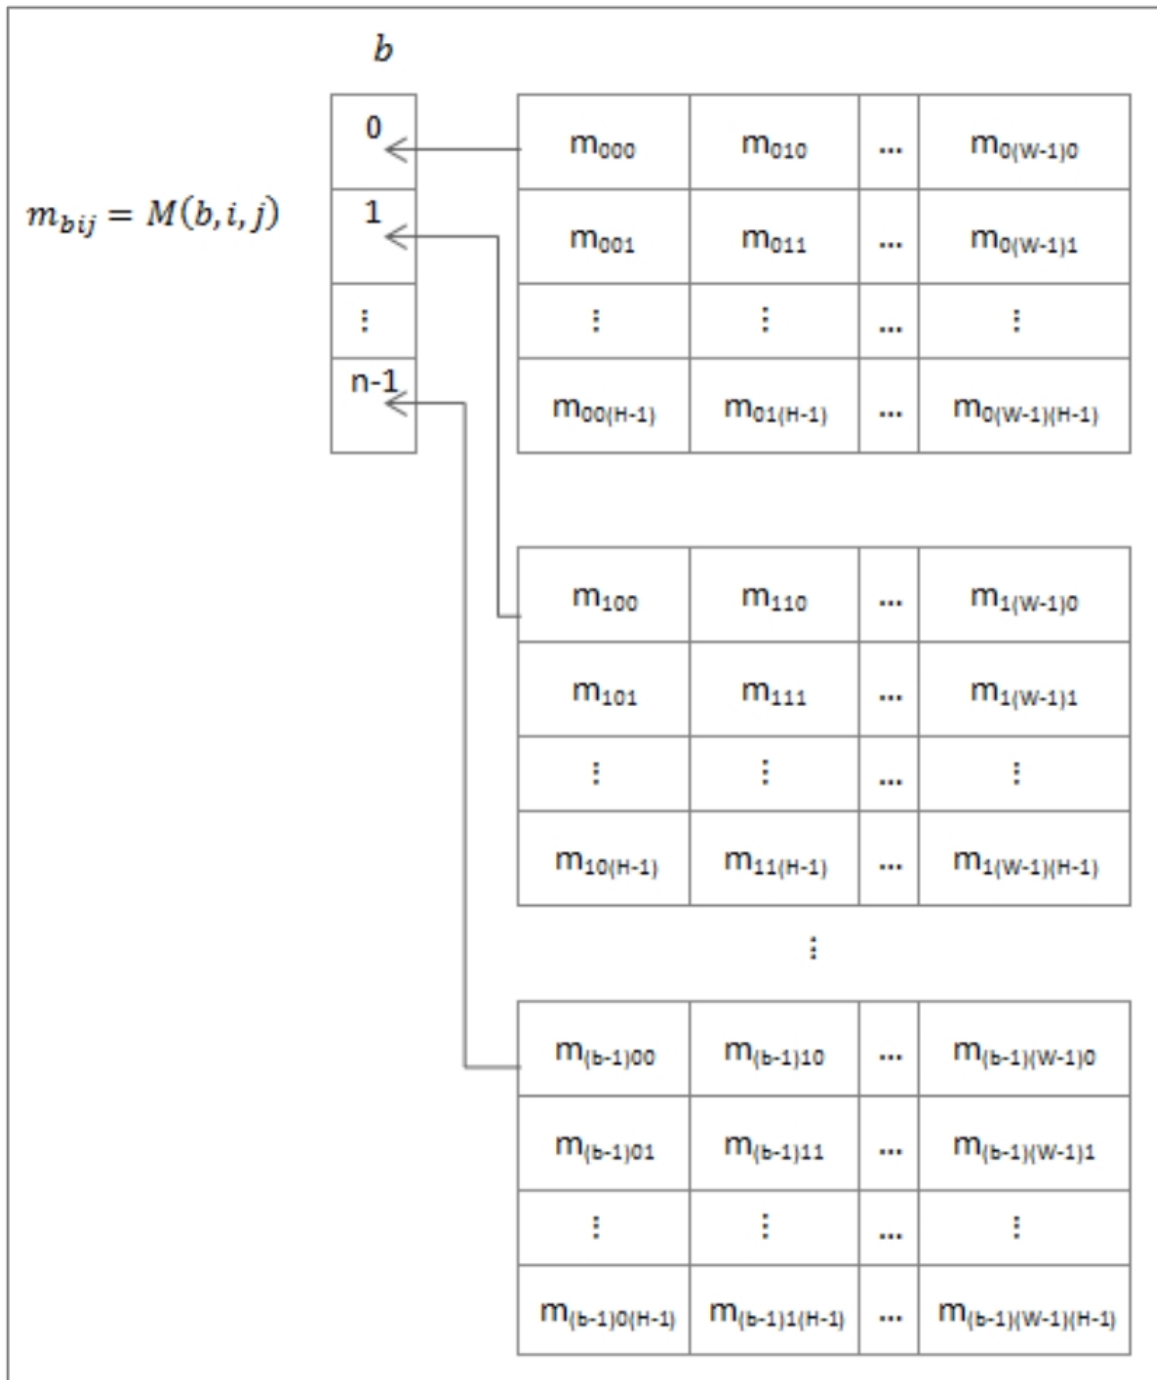 b
0 m₀₀₀ m₀₁₀ ... m₀₍W₋₁₎₀
m_{bij} = M(b, i, j) 1 m₀₀₁ m₀₁₁ ... m₀₍W₋₁₎₁
⋮ ⋮ ⋮ ... ⋮
n-1 m₀₀₍H₋₁₎ m₀₁₍H₋₁₎ ... m₀₍W₋₁₎₍H₋₁₎
m₁₀₀ m₁₁₀ ... m₁₍W₋₁₎₀
m₁₀₁ m₁₁₁ ... m₁₍W₋₁₎₁
⋮ ⋮ ... ⋮
m₁₀₍H₋₁₎ m₁₁₍H₋₁₎ ... m₁₍W₋₁₎₍H₋₁₎
⋮
m₍b₋₁₎₀₀ m₍b₋₁₎₁₀ ... m₍b₋₁₎₍W₋₁₎₀
m₍b₋₁₎₀₁ m₍b₋₁₎₁₁ ... m₍b₋₁₎₍W₋₁₎₁
⋮ ⋮ ... ⋮
m₍b₋₁₎₀₍H₋₁₎ m₍b₋₁₎₁₍H₋₁₎ ... m₍b₋₁₎₍W₋₁₎₍H₋₁₎